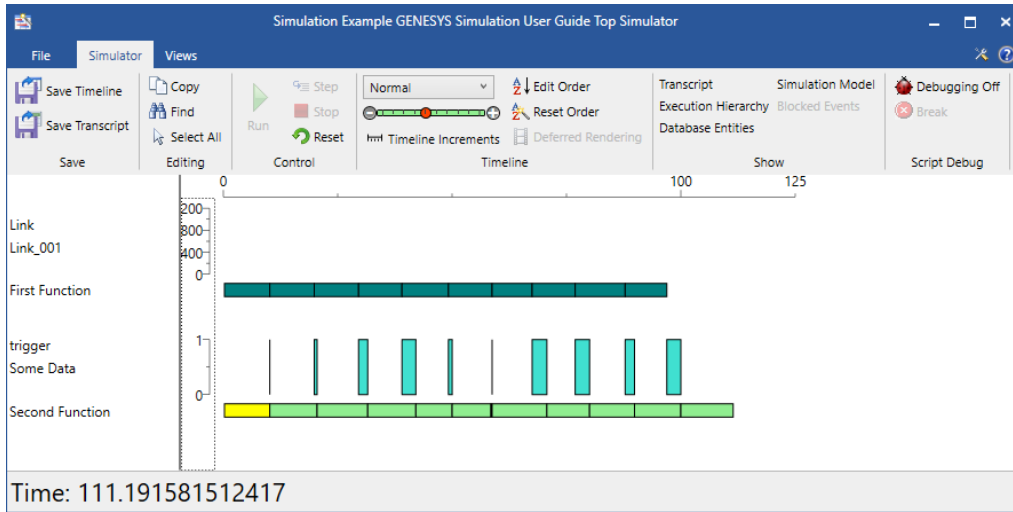 Simulation Example GENESYS Simulation User Guide Top Simulator
File Simulator Views
Save Timeline
Save Transcript
Save
Copy
Find
Select All
Editing
Run
Step
Stop
Reset
Control
Normal
Timeline Increments
Edit Order
Reset Order
Deferred Rendering
Timeline
Transcript Simulation Model
Execution Hierarchy Blocked Events
Database Entities
Show
Debugging Off
Break
Script Debug
0 100 125
Link
Link_001
200
800
400
0
First Function
trigger
Some Data
1
0
Second Function
Time: 111.191581512417